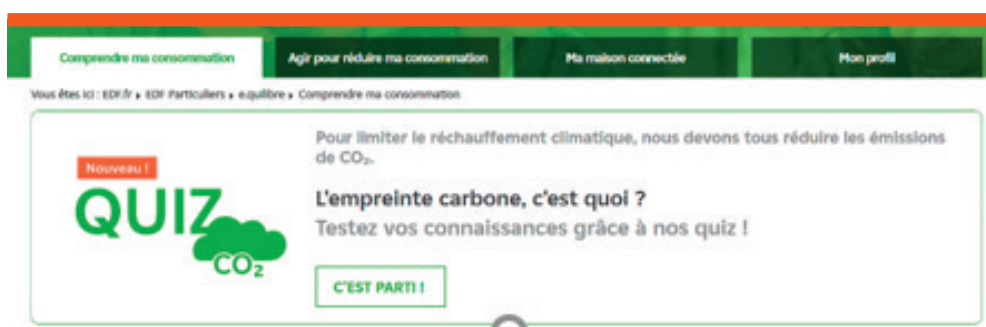 Comprendre ma consommation
Agir pour réduire ma consommation
Ma maison connectée
Mon profil
Vous êtes ici : EDF.fr ▸ EDF Particuliers ▸ e.quilibre ▸ Comprendre ma consommation
Nouveau !
QUIZ
CO₂
Pour limiter le réchauffement climatique, nous devons tous réduire les émissions
de CO₂.
L'empreinte carbone, c'est quoi ?
Testez vos connaissances grâce à nos quiz !
C'EST PARTI !